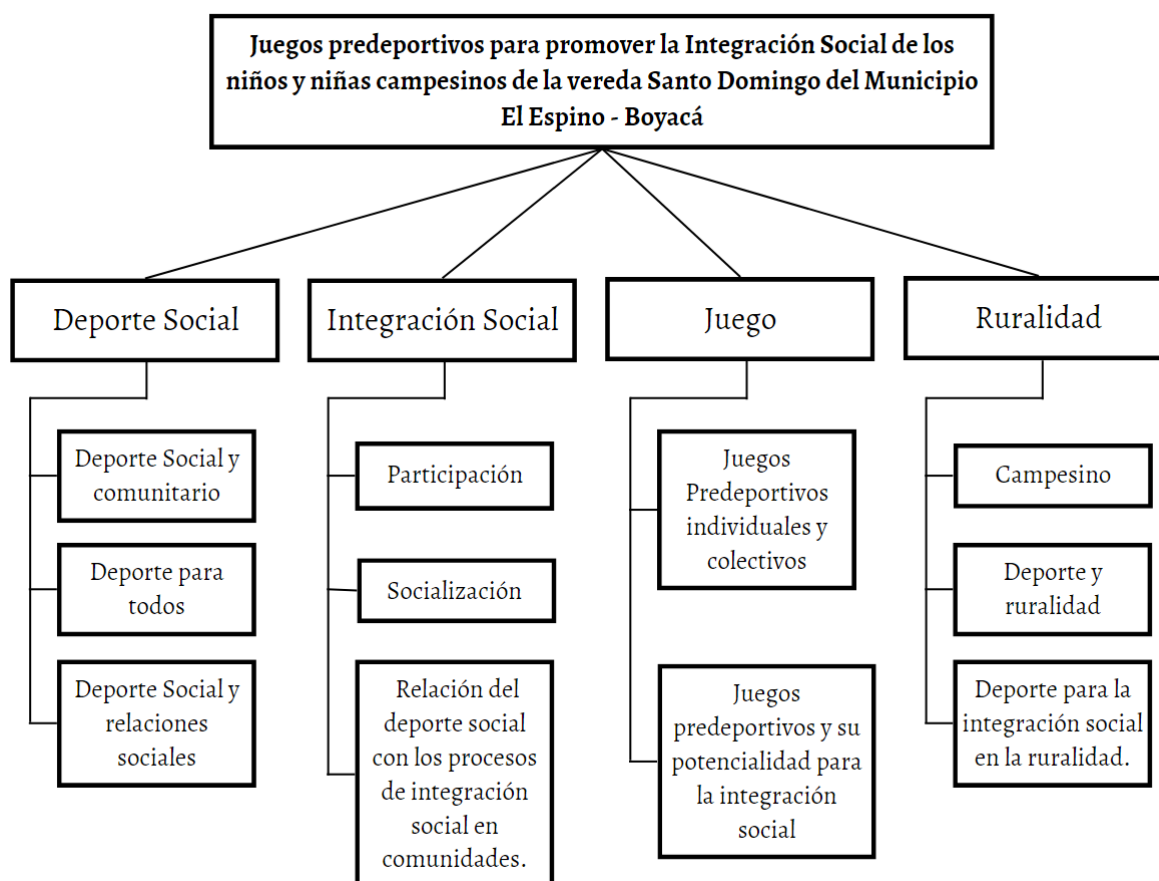 Juegos predeportivos para promover la Integración Social de los
niños y niñas campesinos de la vereda Santo Domingo del Municipio
El Espino - Boyacá
Deporte Social
Integración Social
Juego
Ruralidad
Deporte Social y
comunitario
Deporte para
todos
Deporte Social y
relaciones
sociales
Participación
Socialización
Relación del
deporte social
con los procesos
de integración
social en
comunidades.
Juegos
Predeportivos
individuales y
colectivos
Juegos
predeportivos y su
potencialidad para
la integración
social
Campesino
Deporte y
ruralidad
Deporte para la
integración social
en la ruralidad.